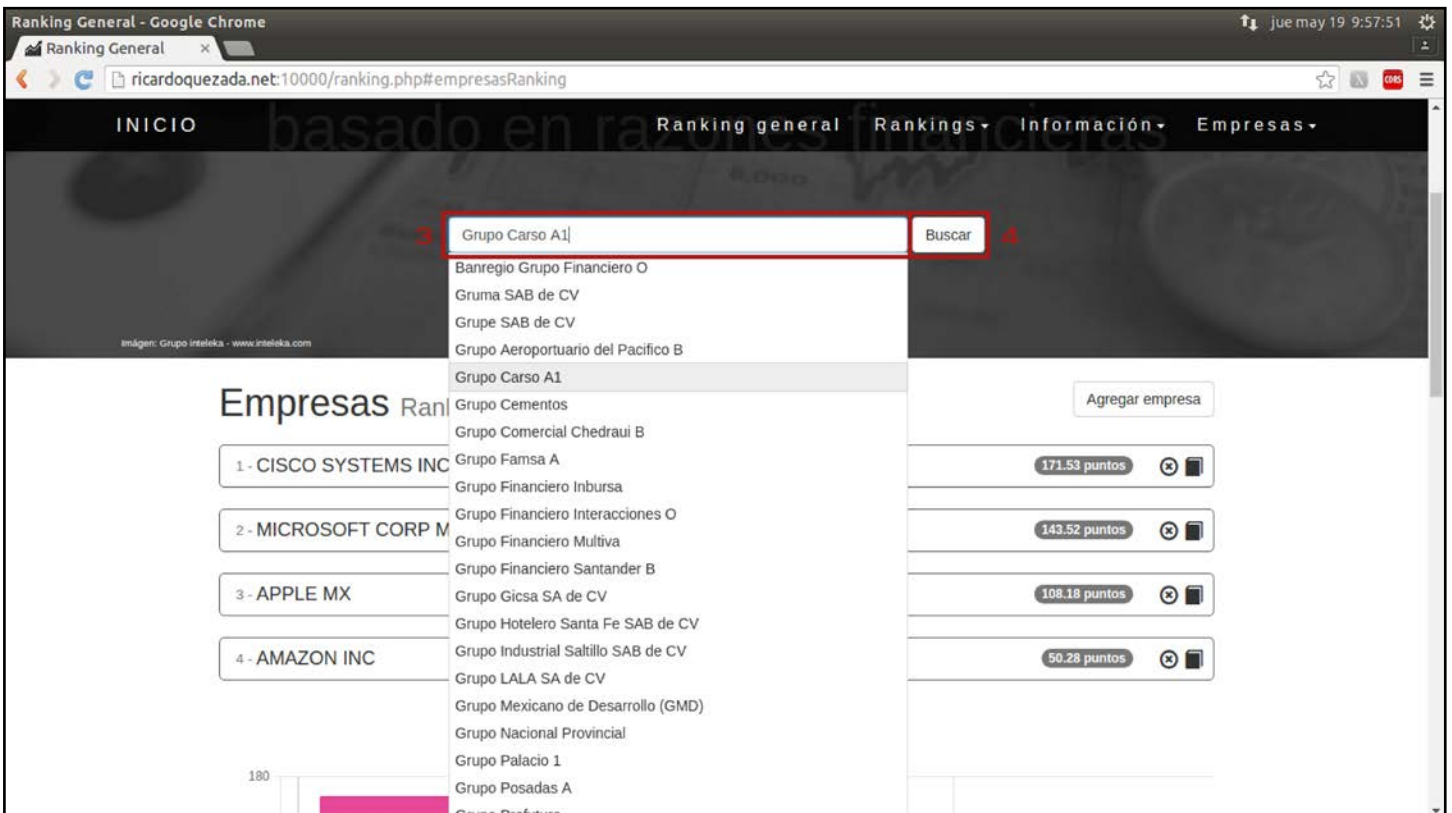 Ranking General - Google Chrome
jue may 19 9:57:51
Ranking General
ricardoquezada.net:10000/ranking.php#empresasRanking
CORS
basado en razones financieras
INICIO Ranking general Rankings Información Empresas
3 Grupo Carso A1 Buscar 4
Banregio Grupo Financiero O
Gruma SAB de CV
Grupe SAB de CV
Imágen: Grupo inteleka - www.inteleka.com
Grupo Aeroportuario del Pacifico B
Grupo Carso A1
Empresas
Agregar empresa
Grupo Cementos
Grupo Comercial Chedraui B
1 - CISCO SYSTEMS INC
171.53 puntos
Grupo Famsa A
Grupo Financiero Inbursa
Grupo Financiero Interacciones O
2 - MICROSOFT CORP M
143.52 puntos
Grupo Financiero Multiva
Grupo Financiero Santander B
3 - APPLE MX
108.18 puntos
Grupo Gicsa SA de CV
Grupo Hotelero Santa Fe SAB de CV
Grupo Industrial Saltillo SAB de CV
4 - AMAZON INC
50.28 puntos
Grupo LALA SA de CV
Grupo Mexicano de Desarrollo (GMD)
Grupo Nacional Provincial
Grupo Palacio 1
180
Grupo Posadas A